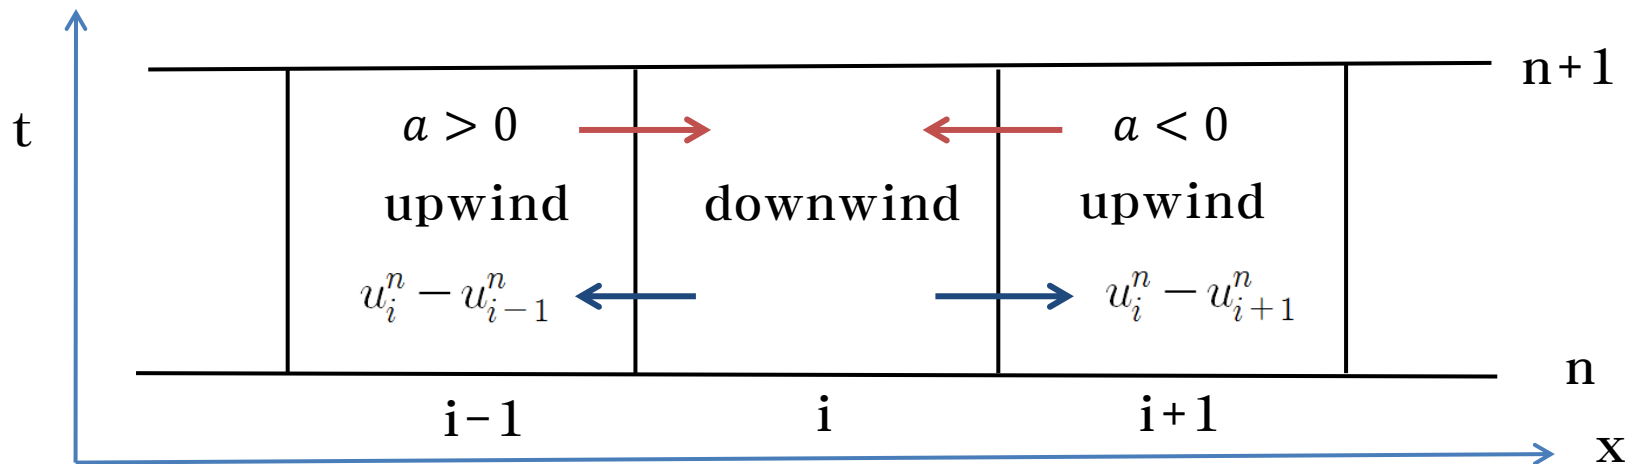 n+1
t
a > 0
a < 0
upwind
downwind
upwind
u_i^n − u_{i−1}^n
u_i^n − u_{i+1}^n
n
i-1
i
i+1
x